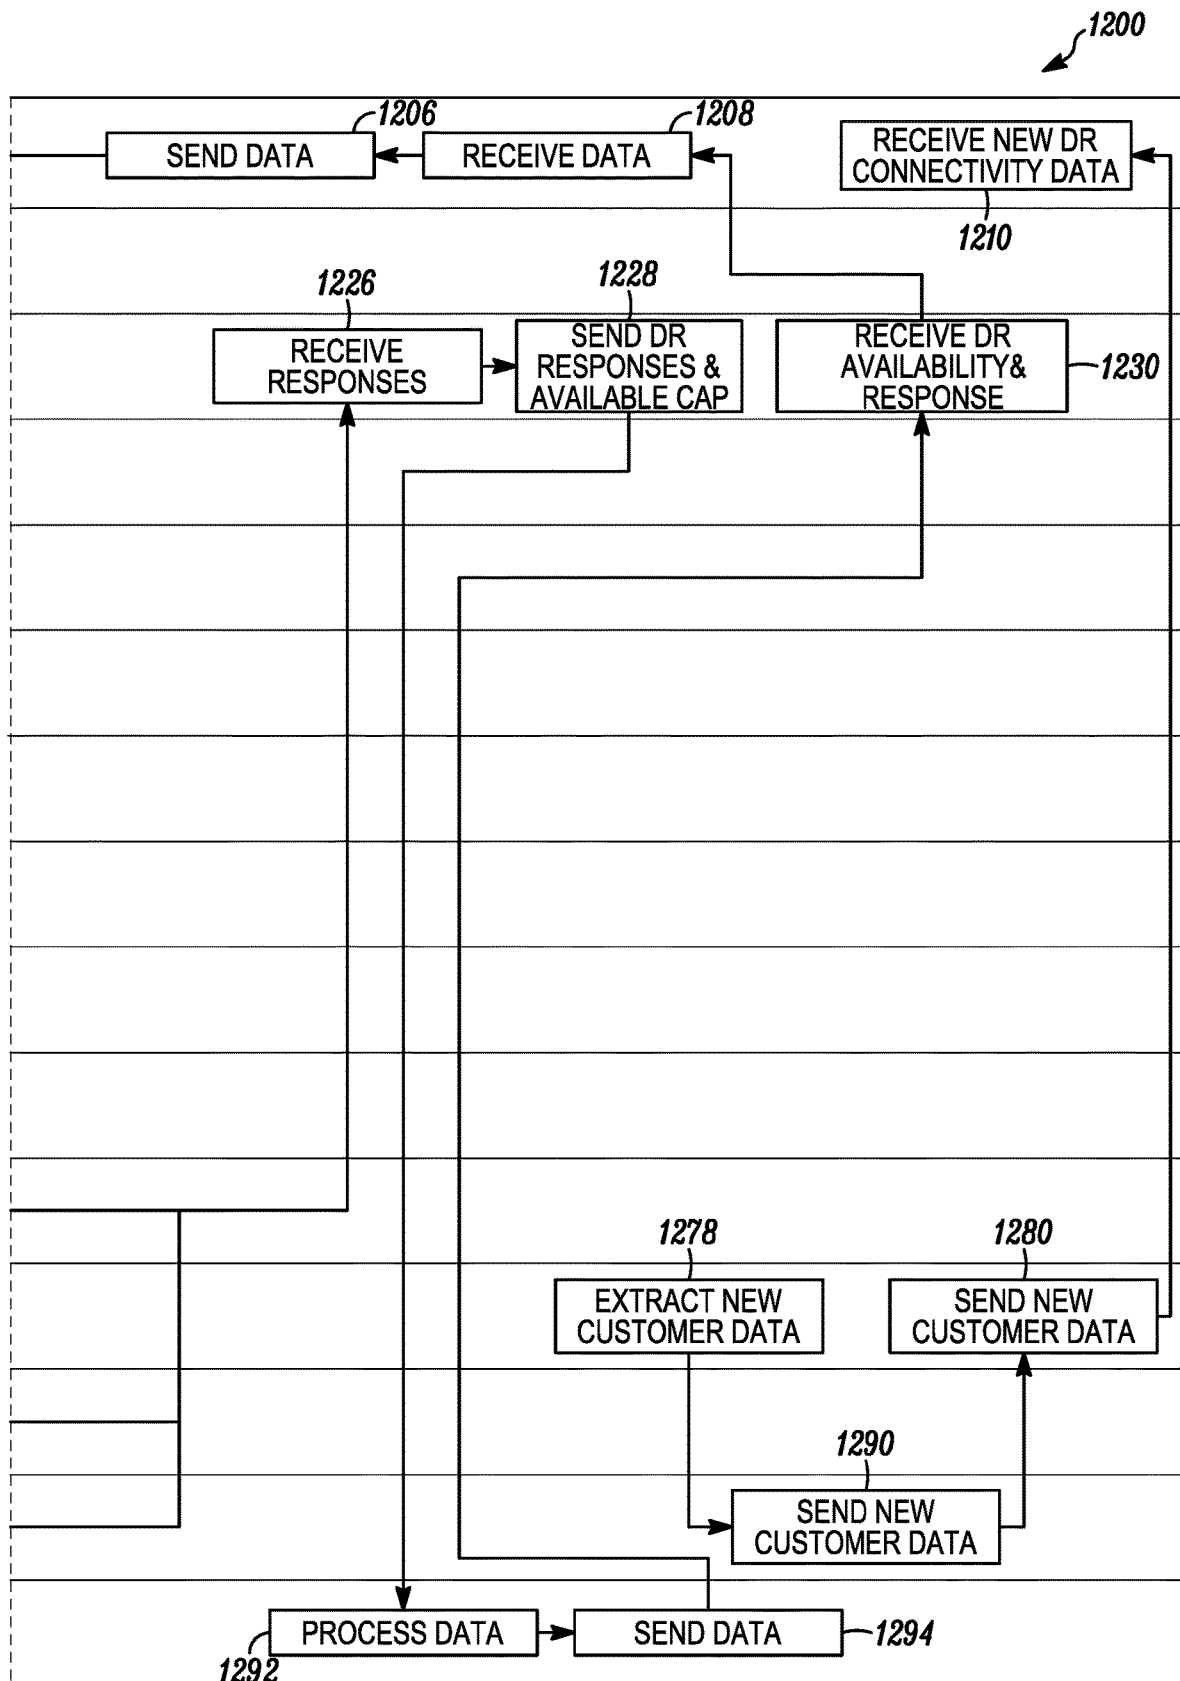 1200
1206
1208
SEND DATA
RECEIVE DATA
RECEIVE NEW DR
CONNECTIVITY DATA
1210
1226
1228
RECEIVE
RESPONSES
SEND DR
RESPONSES &
AVAILABLE CAP
RECEIVE DR
AVAILABILITY&
RESPONSE
1230
1278
1280
EXTRACT NEW
CUSTOMER DATA
SEND NEW
CUSTOMER DATA
1290
SEND NEW
CUSTOMER DATA
PROCESS DATA
SEND DATA
1294
1292